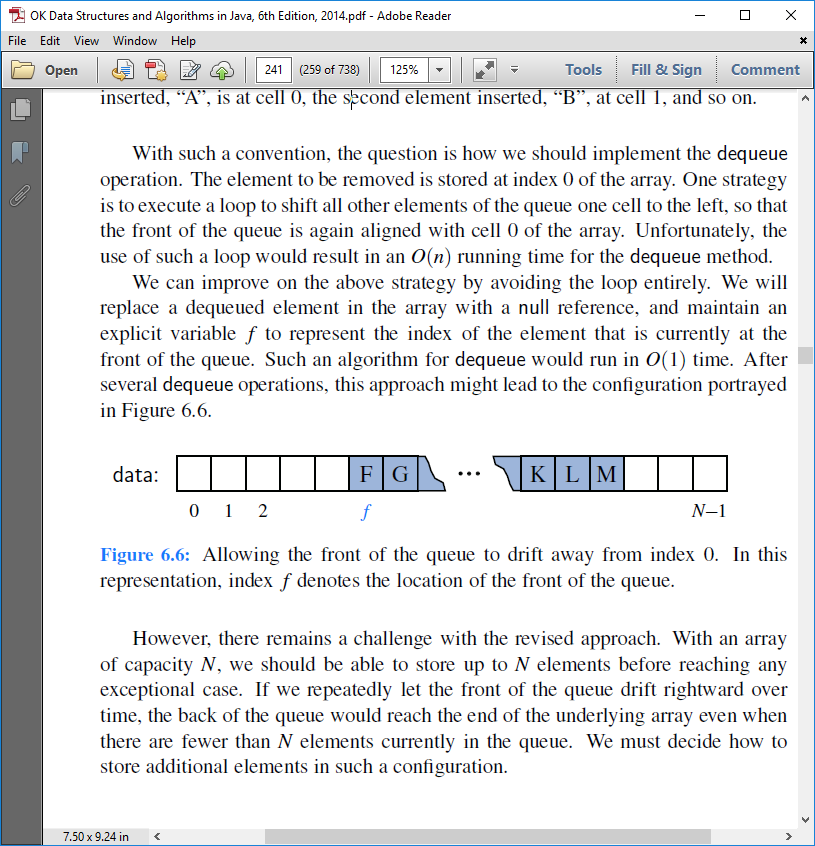 OK Data Structures and Algorithms in Java, 6th Edition, 2014.pdf - Adobe Reader
File Edit View Window Help
Open 241 (259 of 738) 125% Tools Fill & Sign Comment
inserted, “A”, is at cell 0, the second element inserted, “B”, at cell 1, and so on.
With such a convention, the question is how we should implement the dequeue
operation. The element to be removed is stored at index 0 of the array. One strategy
is to execute a loop to shift all other elements of the queue one cell to the left, so that
the front of the queue is again aligned with cell 0 of the array. Unfortunately, the
use of such a loop would result in an O(n) running time for the dequeue method.
We can improve on the above strategy by avoiding the loop entirely. We will
replace a dequeued element in the array with a null reference, and maintain an
explicit variable f to represent the index of the element that is currently at the
front of the queue. Such an algorithm for dequeue would run in O(1) time. After
several dequeue operations, this approach might lead to the configuration portrayed
in Figure 6.6.
data: F G ··· K L M
0 1 2 f N−1
Figure 6.6: Allowing the front of the queue to drift away from index 0. In this
representation, index f denotes the location of the front of the queue.
However, there remains a challenge with the revised approach. With an array
of capacity N, we should be able to store up to N elements before reaching any
exceptional case. If we repeatedly let the front of the queue drift rightward over
time, the back of the queue would reach the end of the underlying array even when
there are fewer than N elements currently in the queue. We must decide how to
store additional elements in such a configuration.
7.50 x 9.24 in